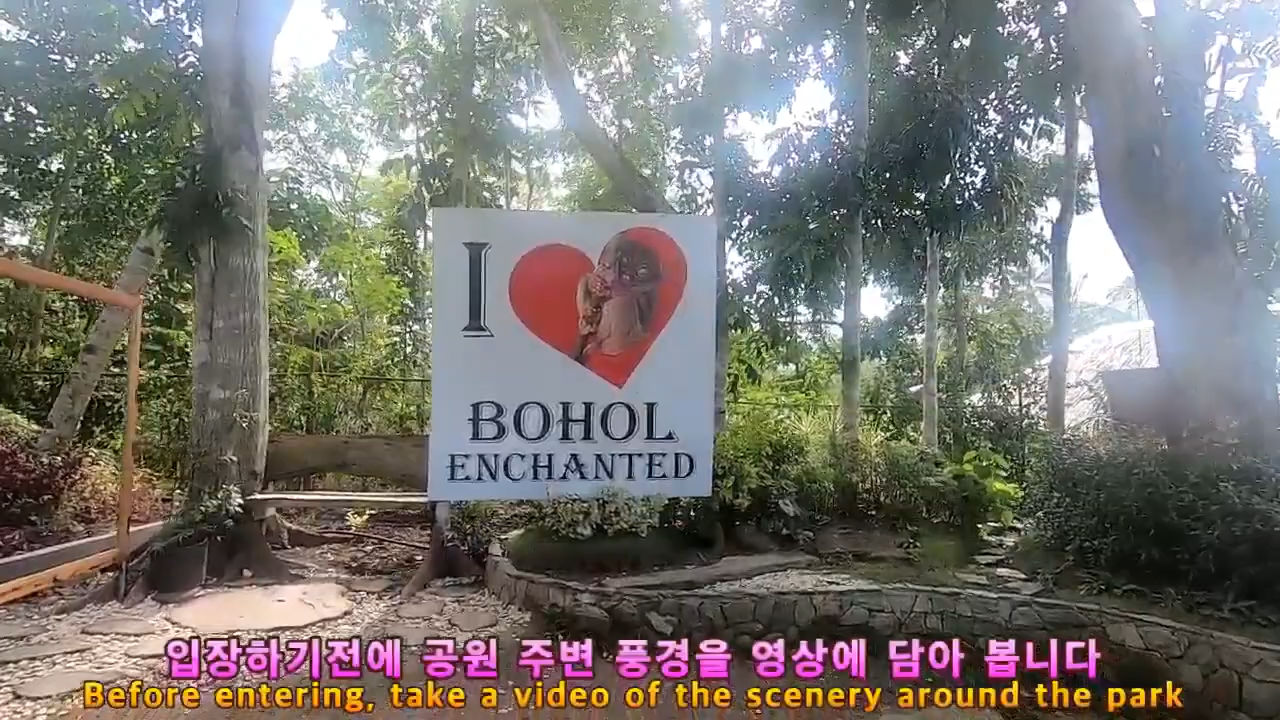 I
BOHOL
ENCHANTED
입장하기전에 공원 주변 풍경을 영상에 담아 봅니다
Before entering, take a video of the scenery around the park